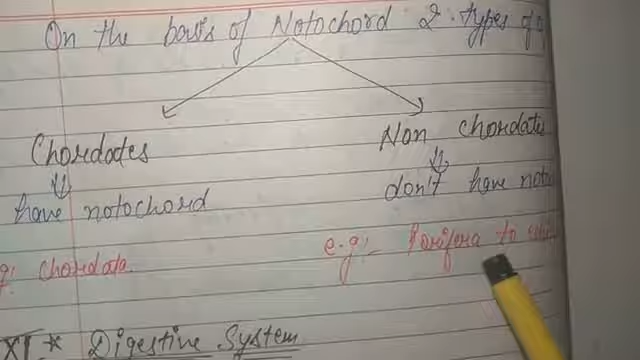 On the basis of Notochord 2 types of
Chordates
Non Chordates
have notochord
don't have
e.g:- Porifera to
Chordata
XI * Digestive System